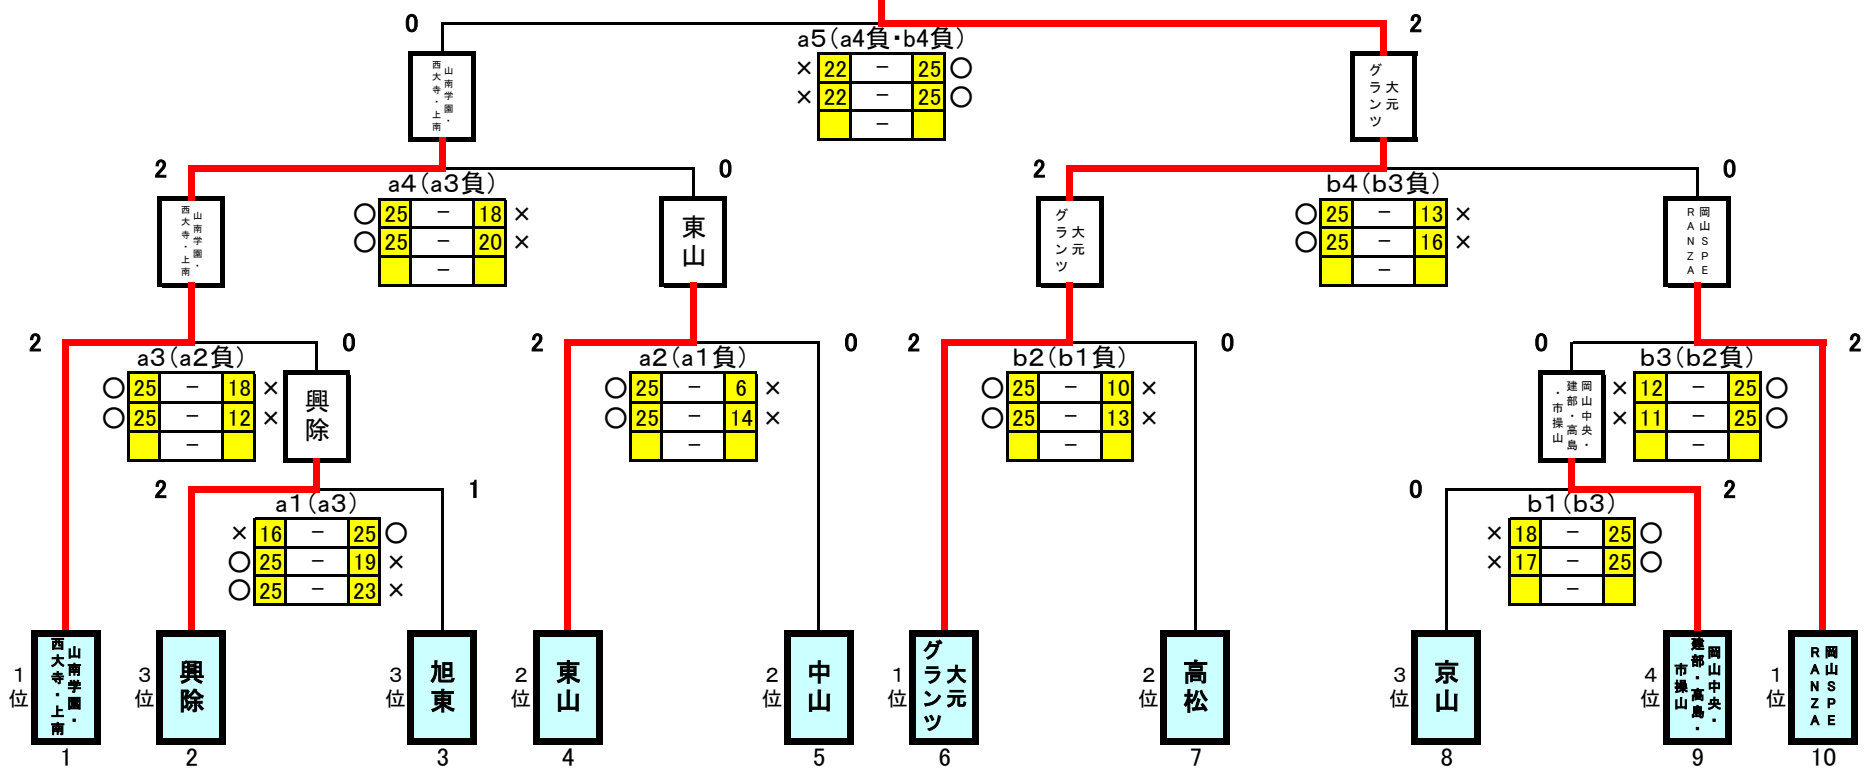 0
2
a5(a4負・b4負)
× 22 － 25 ○
× 22 － 25 ○
－
山南学園・
西大寺・上南
大元
グランツ
2
0
2
0
a4(a3負)
○ 25 － 18 ×
○ 25 － 20 ×
－
b4(b3負)
○ 25 － 13 ×
○ 25 － 16 ×
－
山南学園・
西大寺・上南
東山
大元
グランツ
岡山SPE
RANZA
2
0
2
0
2
0
0
2
a3(a2負)
○ 25 － 18 ×
○ 25 － 12 ×
－
興除
a2(a1負)
○ 25 － 6 ×
○ 25 － 14 ×
－
b2(b1負)
○ 25 － 10 ×
○ 25 － 13 ×
－
岡山中央・
建部・高島
・市操山
b3(b2負)
× 12 － 25 ○
× 11 － 25 ○
－
2
1
0
2
a1(a3)
× 16 － 25 ○
○ 25 － 19 ×
○ 25 － 23 ×
b1(b3)
× 18 － 25 ○
× 17 － 25 ○
－
1位
山南学園・
西大寺・上南
3位
興除
3位
旭東
2位
東山
2位
中山
1位
大元
グランツ
2位
高松
3位
京山
4位
岡山中央・
建部・高島・
市操山
1位
岡山SPE
RANZA
1 2 3 4 5 6 7 8 9 10